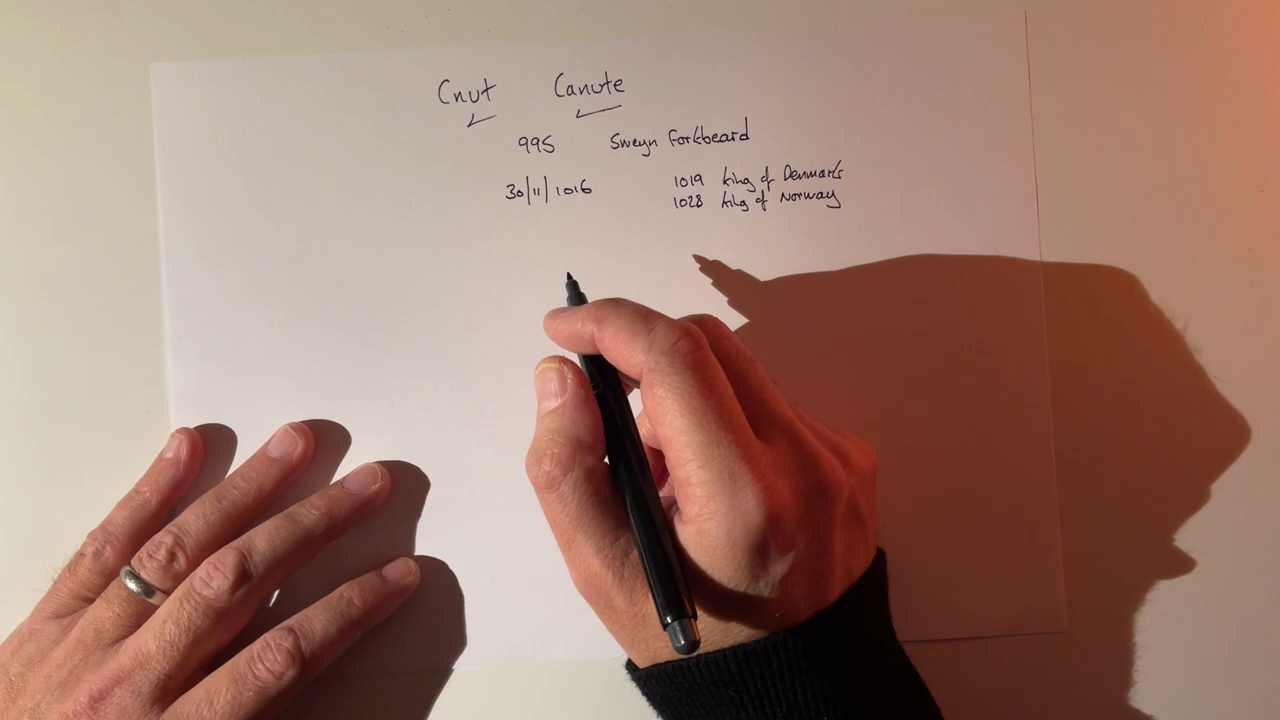 Cnut Canute
995 Sweyn Forkbeard
30/11/1016 1019 king of Denmark
1028 king of Norway